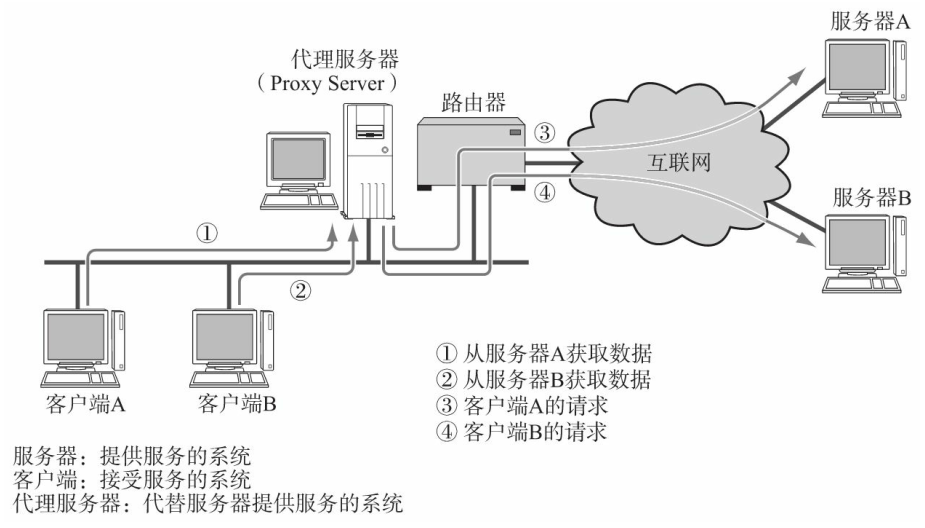 服务器A
代理服务器
（Proxy Server）
路由器
③
互联网
④
服务器B
①
②
客户端A
客户端B
① 从服务器A获取数据
② 从服务器B获取数据
③ 客户端A的请求
④ 客户端B的请求
服务器：提供服务的系统
客户端：接受服务的系统
代理服务器：代替服务器提供服务的系统